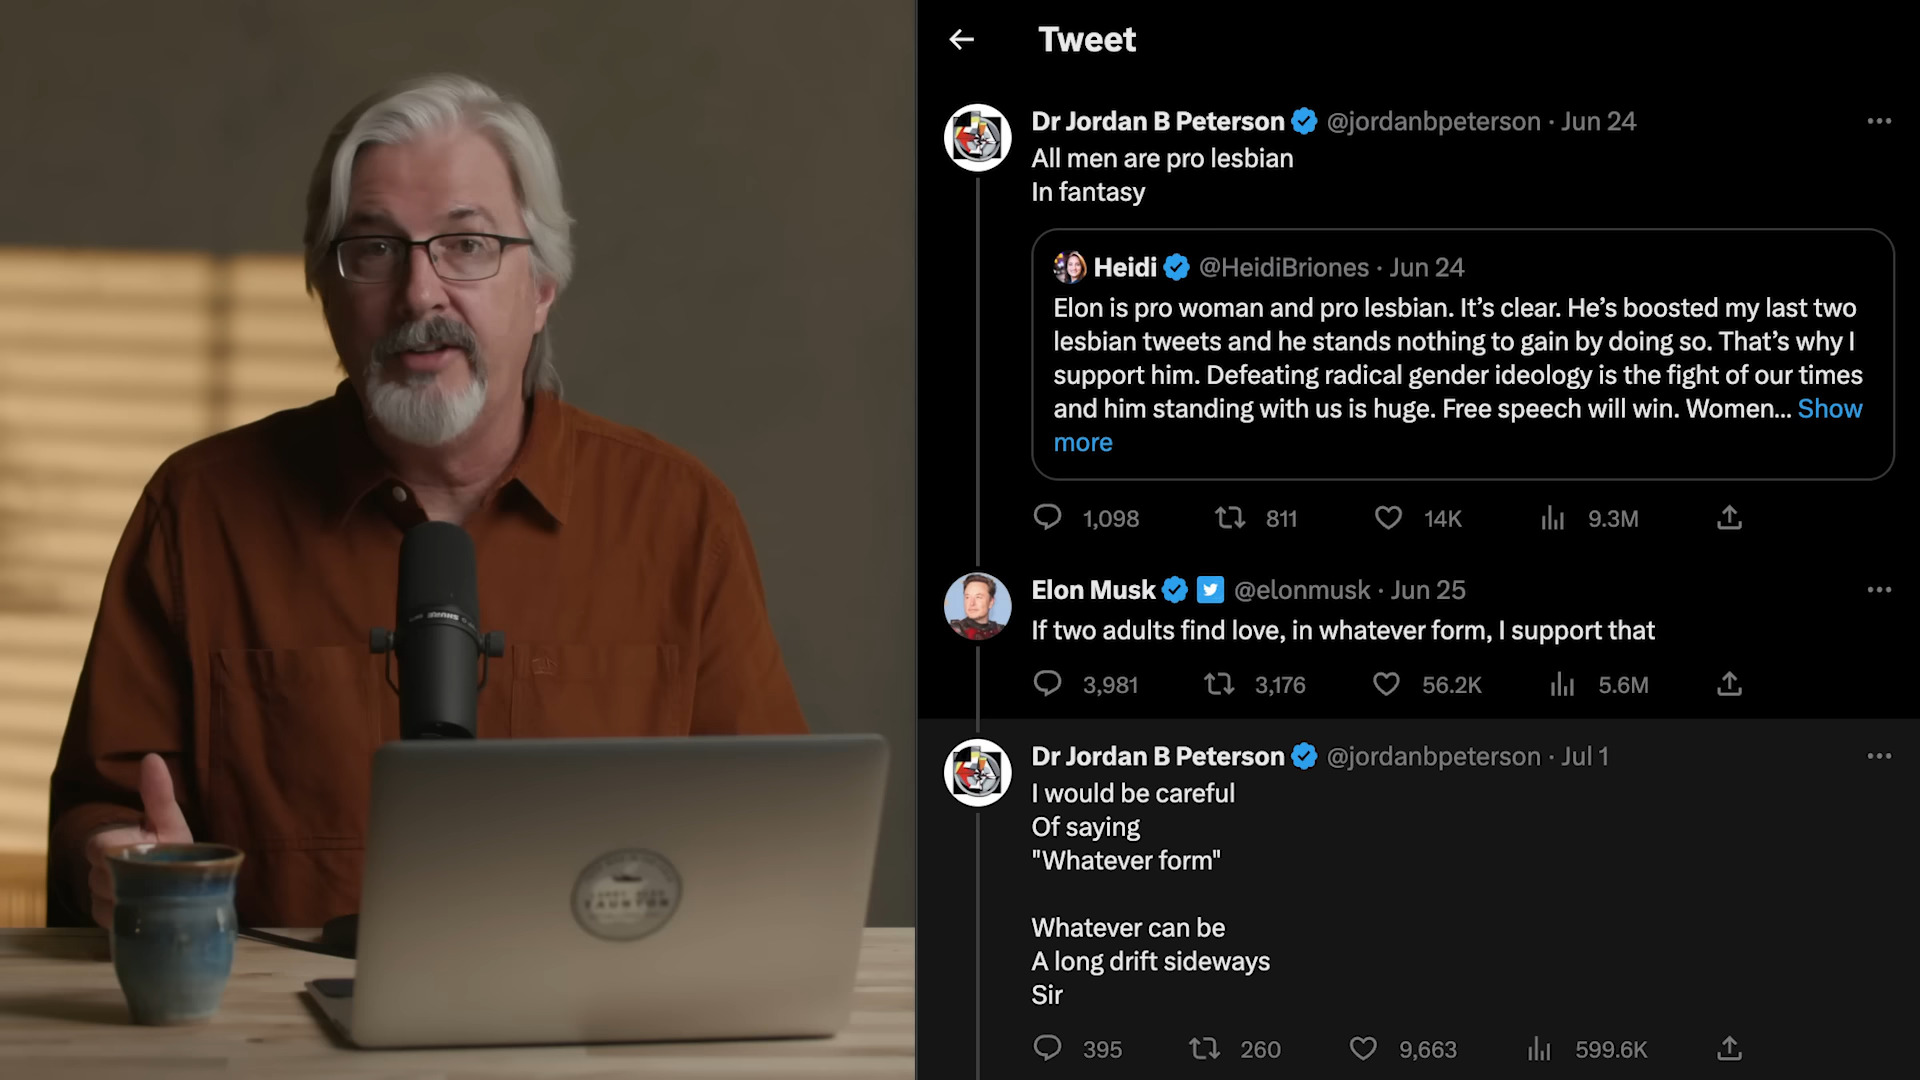 Tweet
Dr Jordan B Peterson @jordanbpeterson · Jun 24
All men are pro lesbian
In fantasy
Heidi @HeidiBriones · Jun 24
Elon is pro woman and pro lesbian. It’s clear. He’s boosted my last two
lesbian tweets and he stands nothing to gain by doing so. That’s why I
support him. Defeating radical gender ideology is the fight of our times
and him standing with us is huge. Free speech will win. Women... Show
more
1,098 811 14K 9.3M
Elon Musk @elonmusk · Jun 25
If two adults find love, in whatever form, I support that
3,981 3,176 56.2K 5.6M
Dr Jordan B Peterson @jordanbpeterson · Jul 1
I would be careful
Of saying
"Whatever form"
Whatever can be
A long drift sideways
Sir
395 260 9,663 599.6K
SHURE
TAUNTON